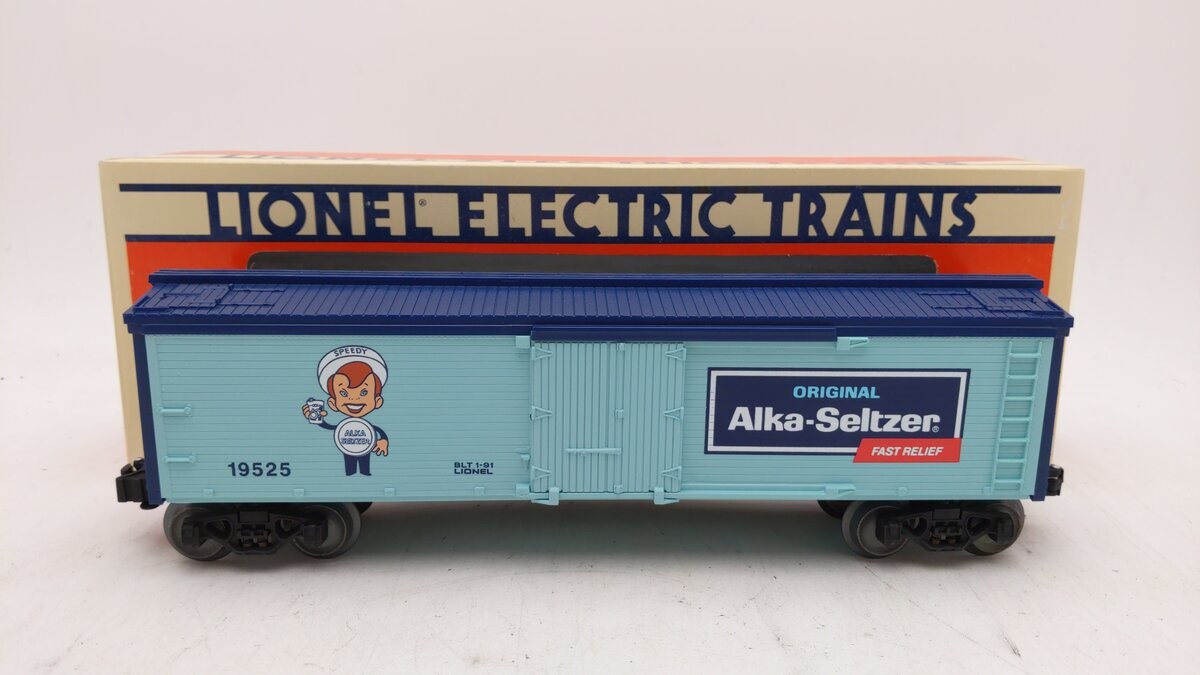 LIONEL® ELECTRIC TRAINS
SPEEDY
ALKA
SELTZER
19525
BLT 1-91
LIONEL
ORIGINAL
Alka-Seltzer®
FAST RELIEF